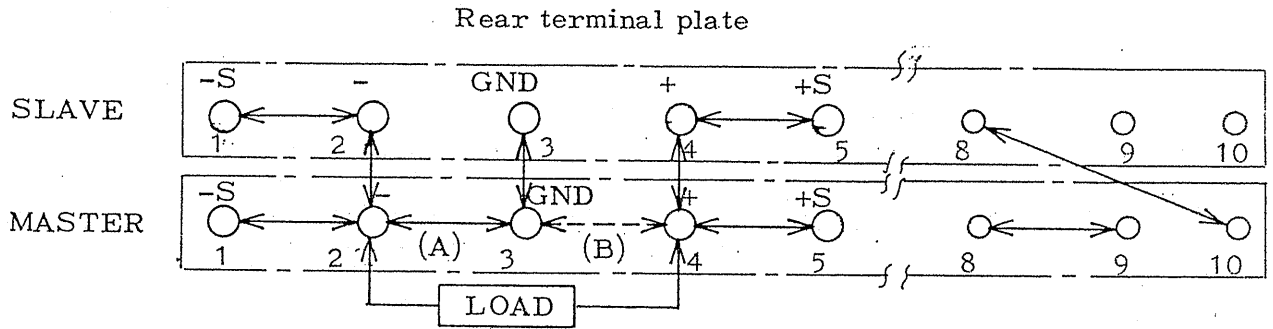 Rear terminal plate
-S - GND + +S
SLAVE
1 2 3 4 5 8 9 10
-S - GND + +S
MASTER
(A) (B)
1 2 3 4 5 8 9 10
LOAD